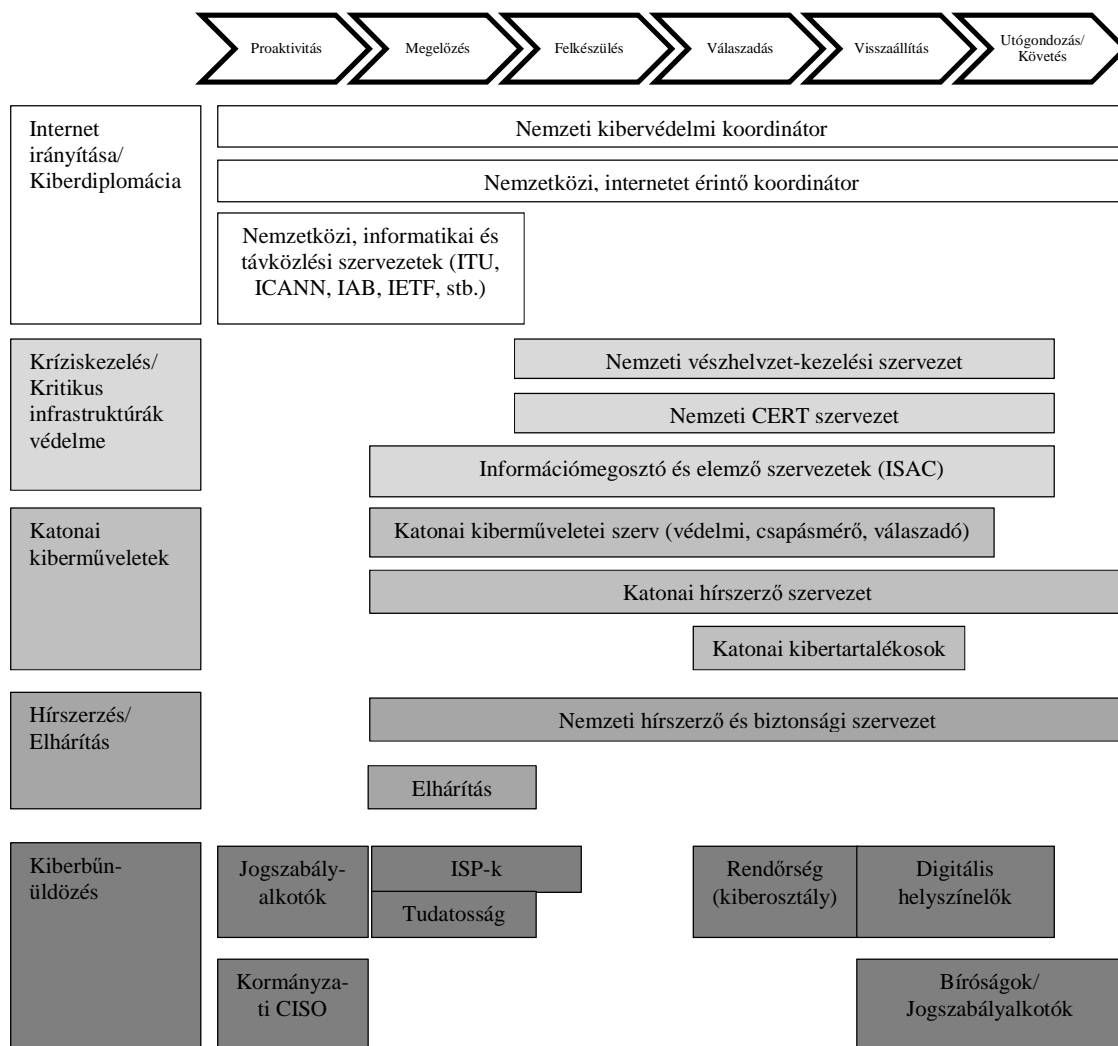 Proaktivitás
Megelőzés
Felkészülés
Válaszadás
Visszaállítás
Utógondozás/
Követés
Internet
irányítása/
Kiberdiplomácia
Nemzeti kibervédelmi koordinátor
Nemzetközi, internetet érintő koordinátor
Nemzetközi, informatikai és
távközlési szervezetek (ITU,
ICANN, IAB, IETF, stb.)
Kríziskezelés/
Kritikus
infrastruktúrák
védelme
Nemzeti vészhelvzet-kezelési szervezet
Nemzeti CERT szervezet
Információmegosztó és elemző szervezetek (ISAC)
Katonai
kiberműveletek
Katonai kiberműveletei szerv (védelmi, csapásmérő, válaszadó)
Katonai hírszerző szervezet
Katonai kibertartalékosok
Hírszerzés/
Elhárítás
Nemzeti hírszerző és biztonsági szervezet
Elhárítás
Kiberbűn-
üldözés
Jogszabály-
alkotók
ISP-k
Tudatosság
Rendőrség
(kiberosztály)
Digitális
helyszínelők
Kormányza-
ti CISO
Bíróságok/
Jogszabályalkotók